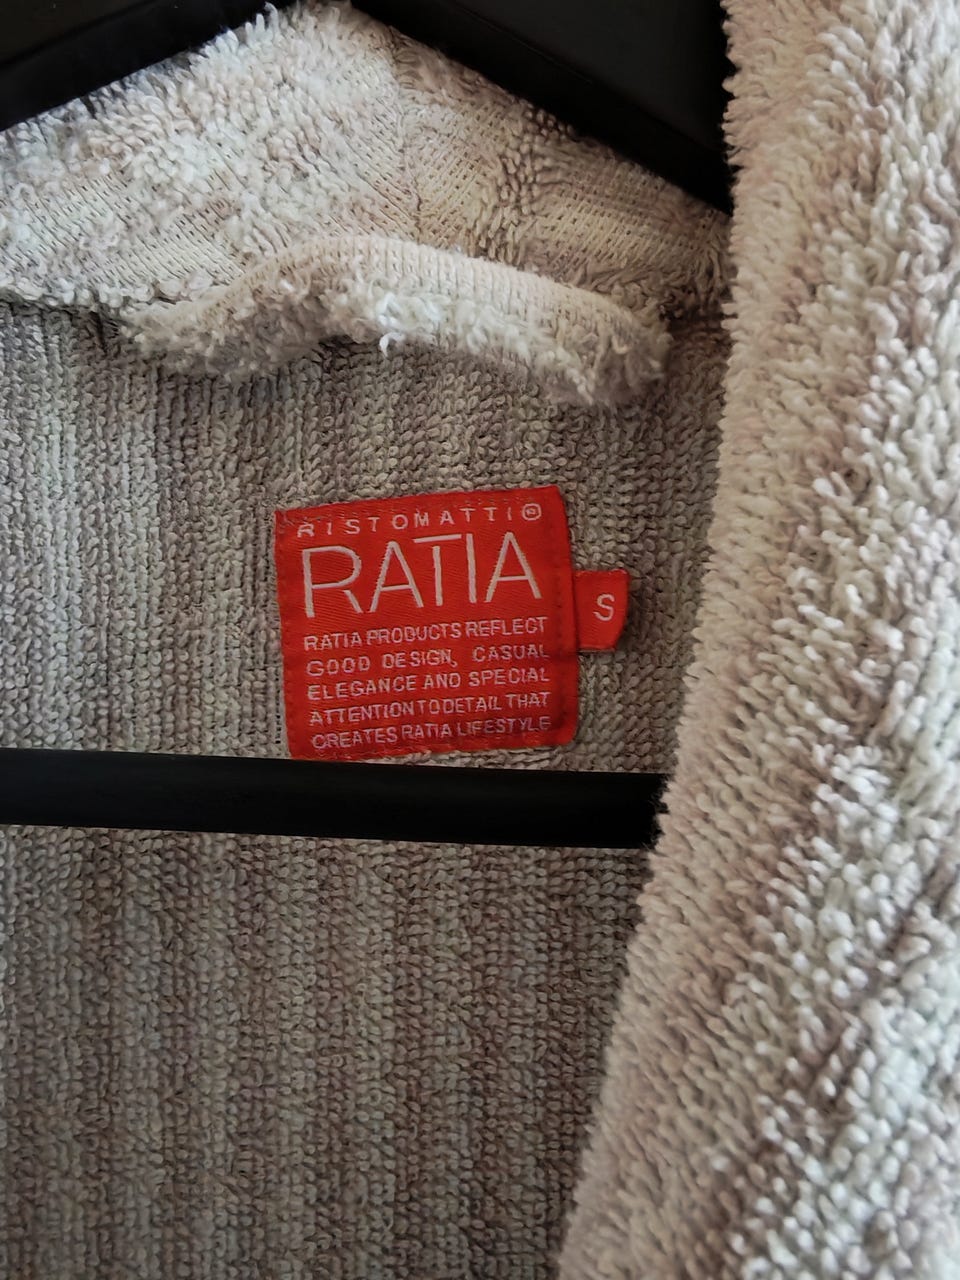 RISTOMATTI®
RATIA
S
RATIA PRODUCTS REFLECT
GOOD DESIGN, CASUAL
ELEGANCE AND SPECIAL
ATTENTION TO DETAIL THAT
CREATES RATIA LIFESTYLE